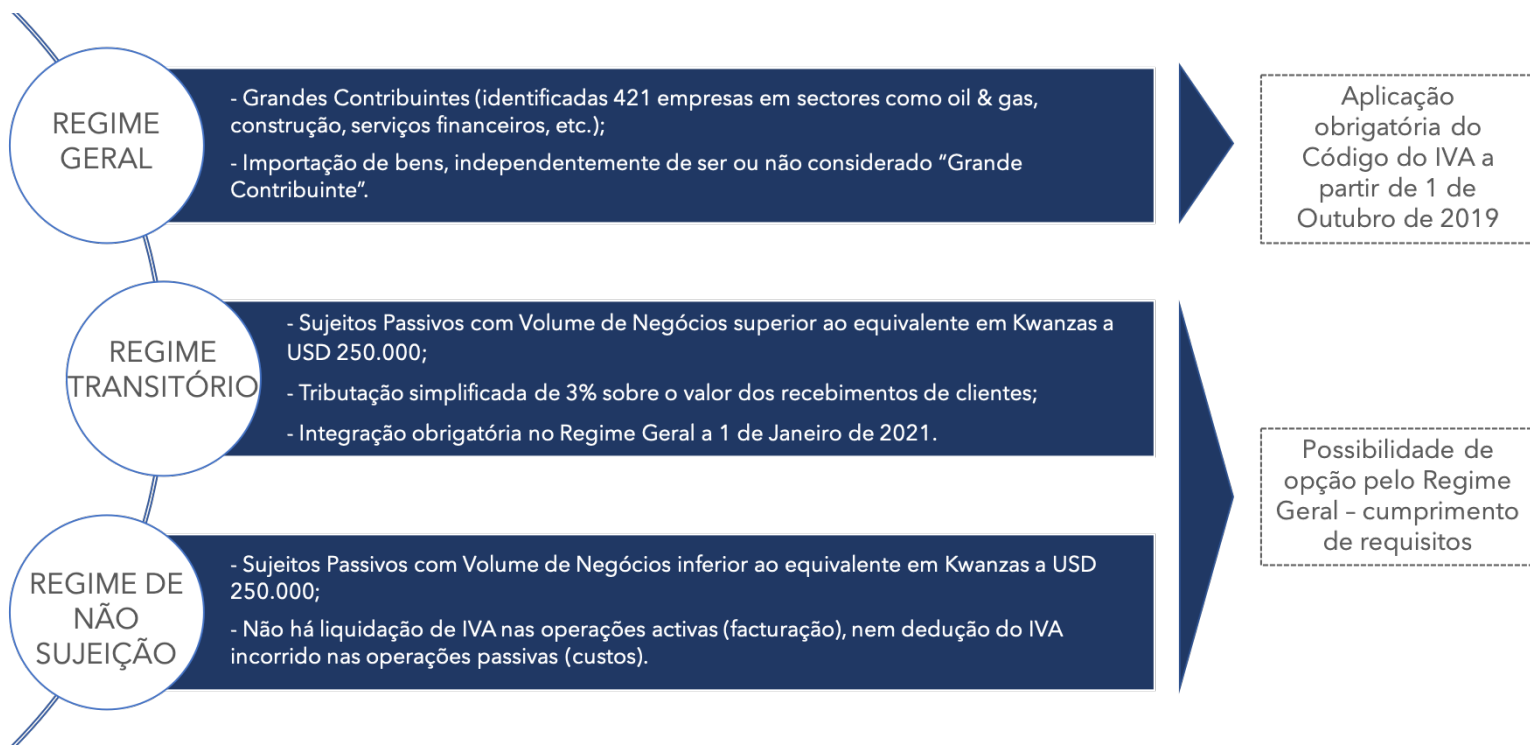 REGIME
GERAL
- Grandes Contribuintes (identificadas 421 empresas em sectores como oil & gas,
construção, serviços financeiros, etc.);
- Importação de bens, independentemente de ser ou não considerado “Grande
Contribuinte”.
Aplicação
obrigatória do
Código do IVA a
partir de 1 de
Outubro de 2019
REGIME
TRANSITÓRIO
- Sujeitos Passivos com Volume de Negócios superior ao equivalente em Kwanzas a
USD 250.000;
- Tributação simplificada de 3% sobre o valor dos recebimentos de clientes;
- Integração obrigatória no Regime Geral a 1 de Janeiro de 2021.
Possibilidade de
opção pelo Regime
Geral – cumprimento
de requisitos
REGIME DE
NÃO
SUJEIÇÃO
- Sujeitos Passivos com Volume de Negócios inferior ao equivalente em Kwanzas a USD
250.000;
- Não há liquidação de IVA nas operações activas (facturação), nem dedução do IVA
incorrido nas operações passivas (custos).